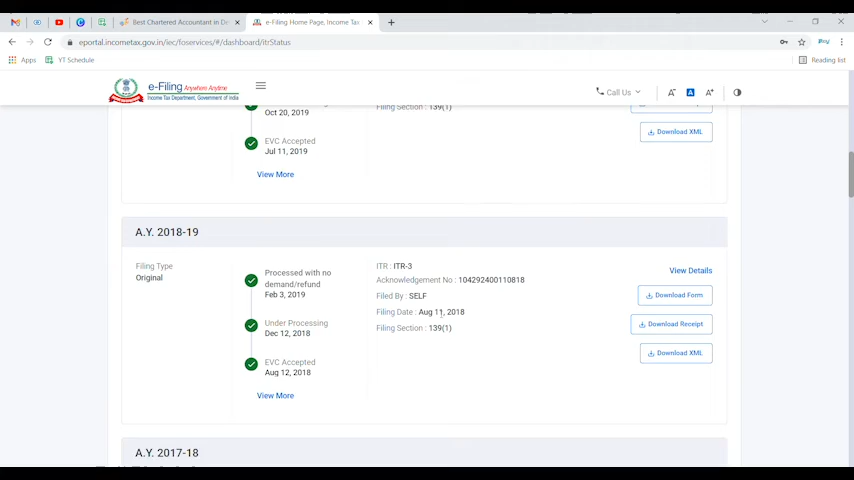 Best Chartered Accountant in De
e-Filing Home Page, Income Tax
eportal.incometax.gov.in/iec/foservices/#/dashboard/itrStatus
Apps
YT Schedule
Reading list
e-Filing Anywhere Anytime
Income Tax Department, Government of India
Call Us
A-
A
A+
Oct 20, 2019
Filing Section : 139(1)
EVC Accepted
Jul 11, 2019
Download XML
View More
A.Y. 2018-19
Filing Type
Original
Processed with no
demand/refund
Feb 3, 2019
Under Processing
Dec 12, 2018
EVC Accepted
Aug 12, 2018
View More
ITR : ITR-3
Acknowledgement No : 104292400110818
Filed By : SELF
Filing Date : Aug 11, 2018
Filing Section : 139(1)
View Details
Download Form
Download Receipt
Download XML
A.Y. 2017-18